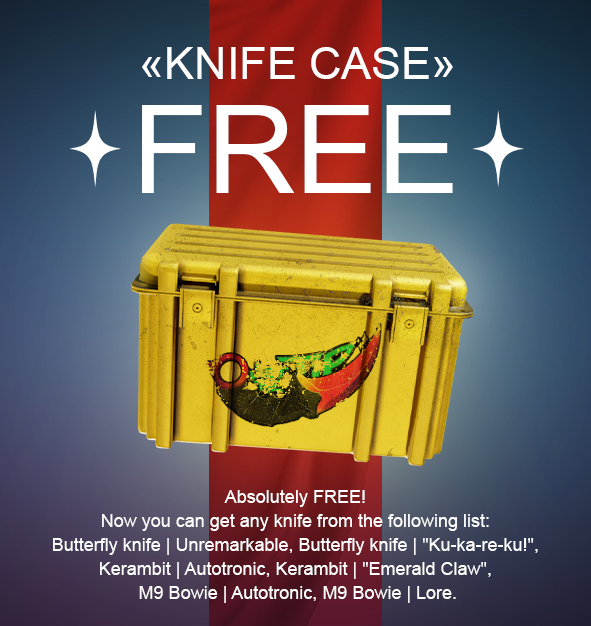 «KNIFE CASE»
FREE
Absolutely FREE!
Now you can get any knife from the following list:
Butterfly knife | Unremarkable, Butterfly knife | "Ku-ka-re-ku!",
Kerambit | Autotronic, Kerambit | "Emerald Claw",
M9 Bowie | Autotronic, M9 Bowie | Lore.